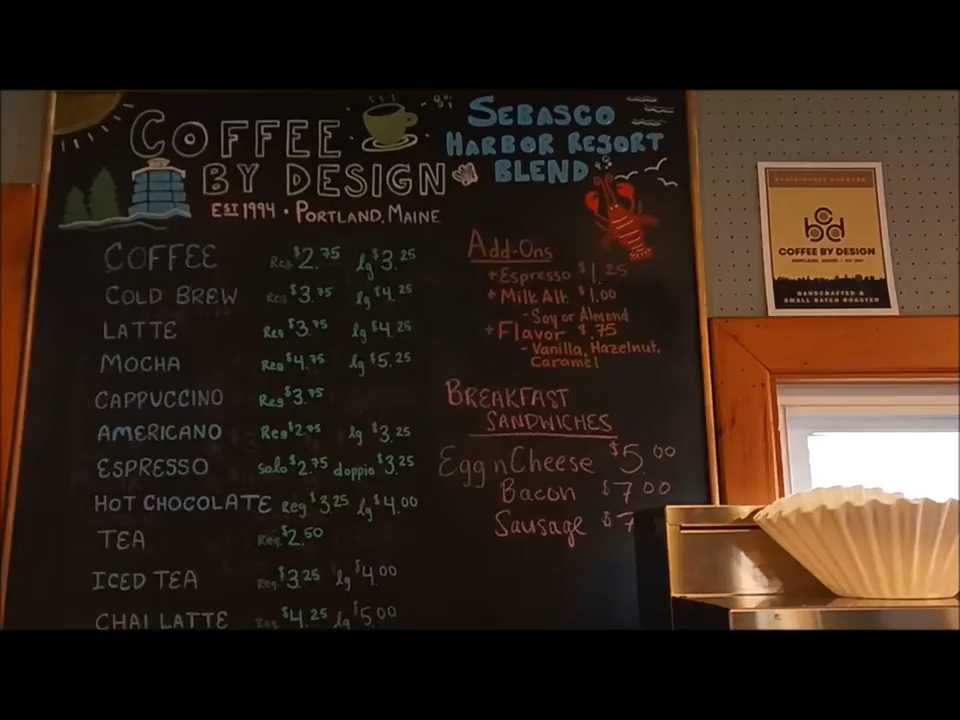 COFFEE
BY DESIGN
EST 1994 • PORTLAND, MAINE
SEBASCO
HARBOR RESORT
BLEND
COFFEE Reg $2.75 lg $3.25
COLD BREW Reg $3.75 lg $4.25
LATTE Reg $3.75 lg $4.25
MOCHA Reg $4.75 lg $5.25
CAPPUCCINO Reg $3.75
AMERICANO Reg $2.75 lg $3.25
ESPRESSO solo $2.75 doppio $3.25
HOT CHOCOLATE Reg $3.25 lg $4.00
TEA Reg $2.50
ICED TEA Reg $3.25 lg $4.00
CHAI LATTE Reg $4.25 lg $5.00
Add-Ons
+Espresso $1.25
+Milk Alt. $1.00
-Soy or Almond
+Flavor $.75
-Vanilla, Hazelnut,
Caramel
BREAKFAST
SANDWICHES
Egg n Cheese $5.00
Bacon $7.00
Sausage $7
cbd
COFFEE BY DESIGN
HANDCRAFTED &
SMALL BATCH ROASTED